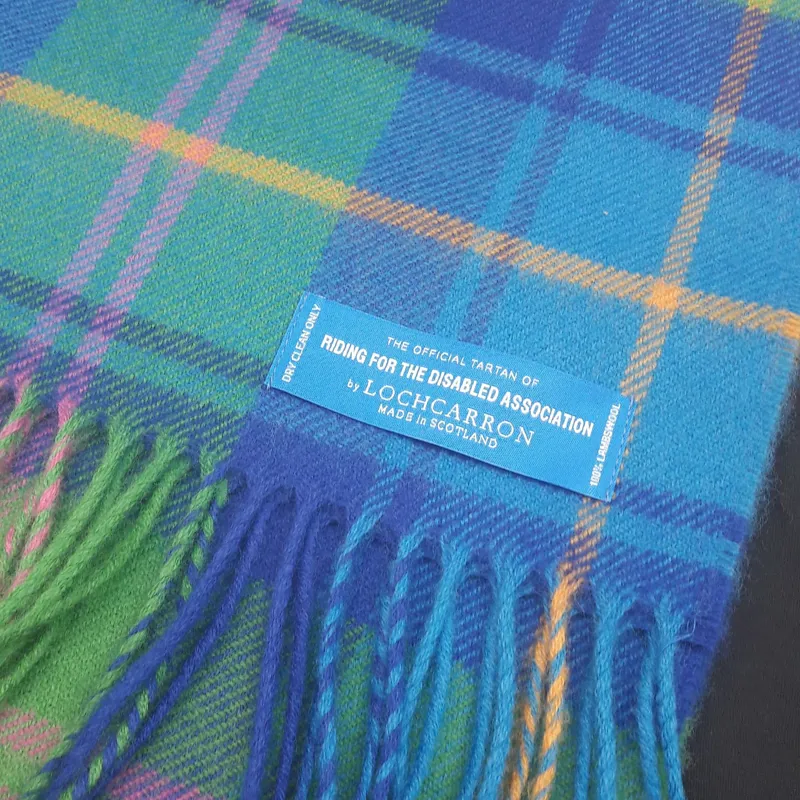 DRY CLEAN ONLY
THE OFFICIAL TARTAN OF
RIDING FOR THE DISABLED ASSOCIATION
by LOCHCARRON
MADE in SCOTLAND
100% LAMBSWOOL